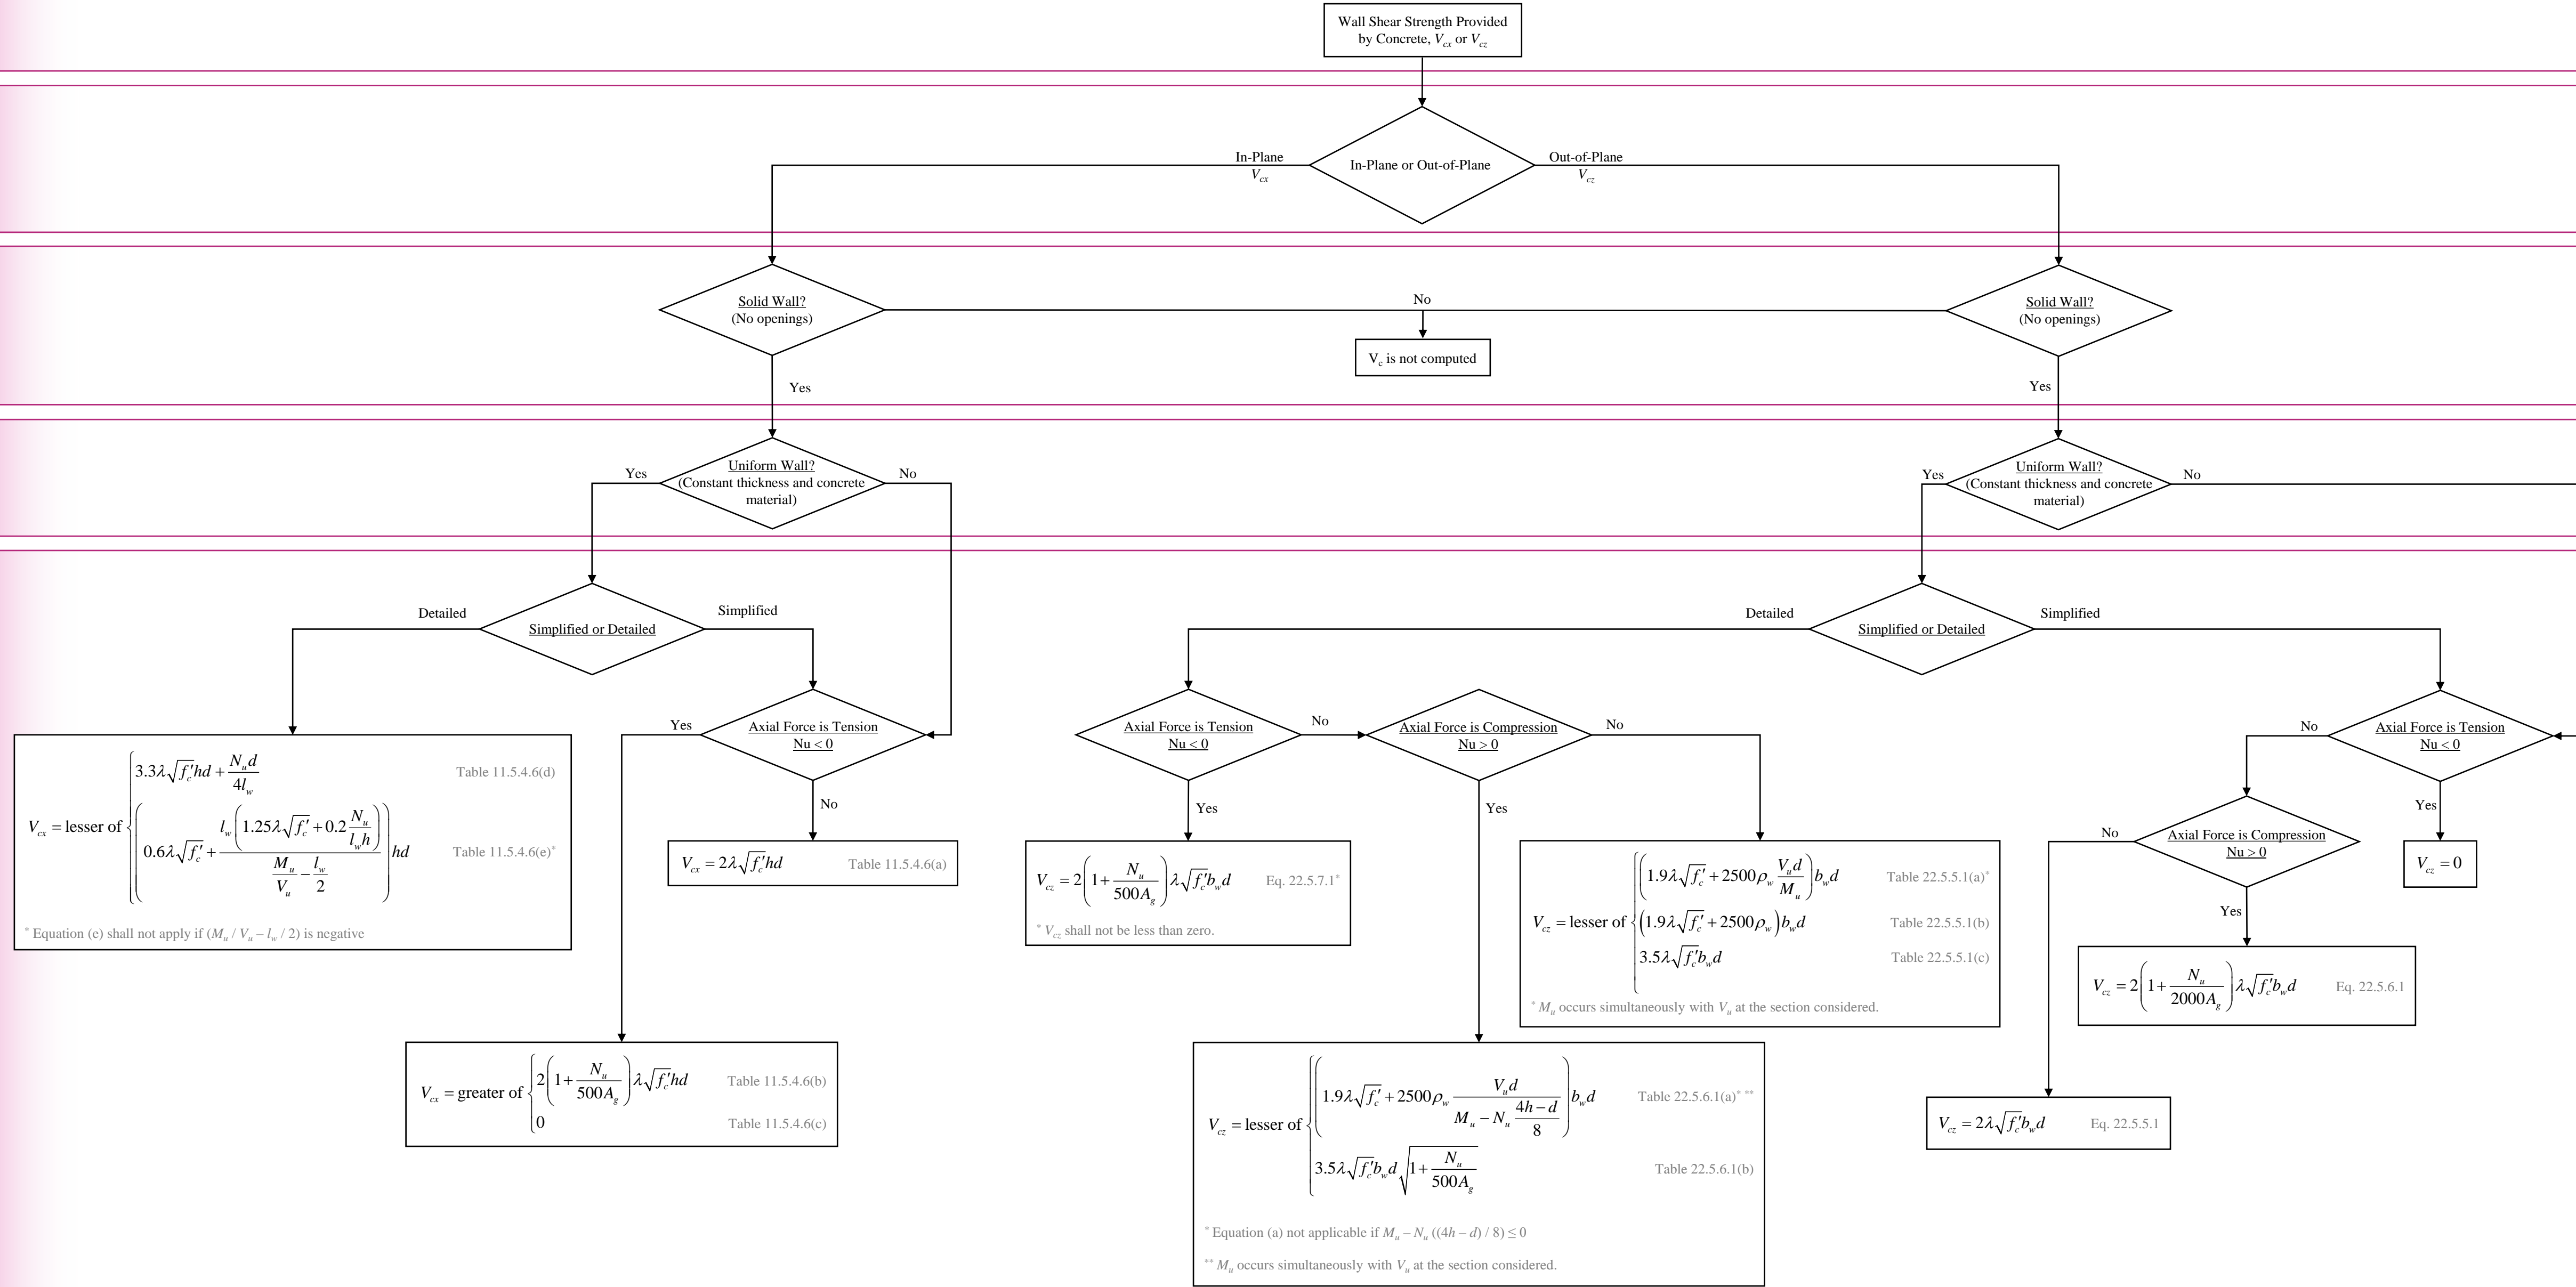 Wall Shear Strength Provided
by Concrete, V_cx or V_cz
In-Plane
V_cx
In-Plane or Out-of-Plane
Out-of-Plane
V_cz
Solid Wall?
(No openings)
No
Solid Wall?
(No openings)
V_c is not computed
Yes
Yes
Yes
Uniform Wall?
(Constant thickness and concrete
material)
No
Yes
Uniform Wall?
(Constant thickness and concrete
material)
No
Detailed
Simplified or Detailed
Simplified
Detailed
Simplified or Detailed
Simplified
Yes
Axial Force is Tension
Nu < 0
No
Axial Force is Tension
Nu < 0
No
Axial Force is Compression
Nu > 0
No
Yes
Yes
No
Axial Force is Tension
Nu < 0
Yes
No
Axial Force is Compression
Nu > 0
Yes
V_cz = 0
V_cx = lesser of { 3.3λ√f_c′ hd + N_u d / 4l_w Table 11.5.4.6(d)
(0.6λ√f_c′ + l_w (1.25λ√f_c′ + 0.2 N_u / l_w h) / (M_u / V_u − l_w / 2)) hd Table 11.5.4.6(e)*
* Equation (e) shall not apply if (M_u / V_u – l_w / 2) is negative
V_cx = 2λ√f_c′ hd Table 11.5.4.6(a)
V_cx = greater of { 2(1 + N_u / 500A_g) λ√f_c′ hd Table 11.5.4.6(b)
0 Table 11.5.4.6(c)
V_cz = 2(1 + N_u / 500A_g) λ√f_c′ b_w d Eq. 22.5.7.1*
* V_cz shall not be less than zero.
V_cz = lesser of { (1.9λ√f_c′ + 2500ρ_w V_u d / M_u) b_w d Table 22.5.5.1(a)*
(1.9λ√f_c′ + 2500ρ_w) b_w d Table 22.5.5.1(b)
3.5λ√f_c′ b_w d Table 22.5.5.1(c)
* M_u occurs simultaneously with V_u at the section considered.
V_cz = lesser of { (1.9λ√f_c′ + 2500ρ_w V_u d / (M_u − N_u (4h − d) / 8)) b_w d Table 22.5.6.1(a)* **
3.5λ√f_c′ b_w d √(1 + N_u / 500A_g) Table 22.5.6.1(b)
* Equation (a) not applicable if M_u – N_u ((4h – d) / 8) ≤ 0
** M_u occurs simultaneously with V_u at the section considered.
V_cz = 2(1 + N_u / 2000A_g) λ√f_c′ b_w d Eq. 22.5.6.1
V_cz = 2λ√f_c′ b_w d Eq. 22.5.5.1